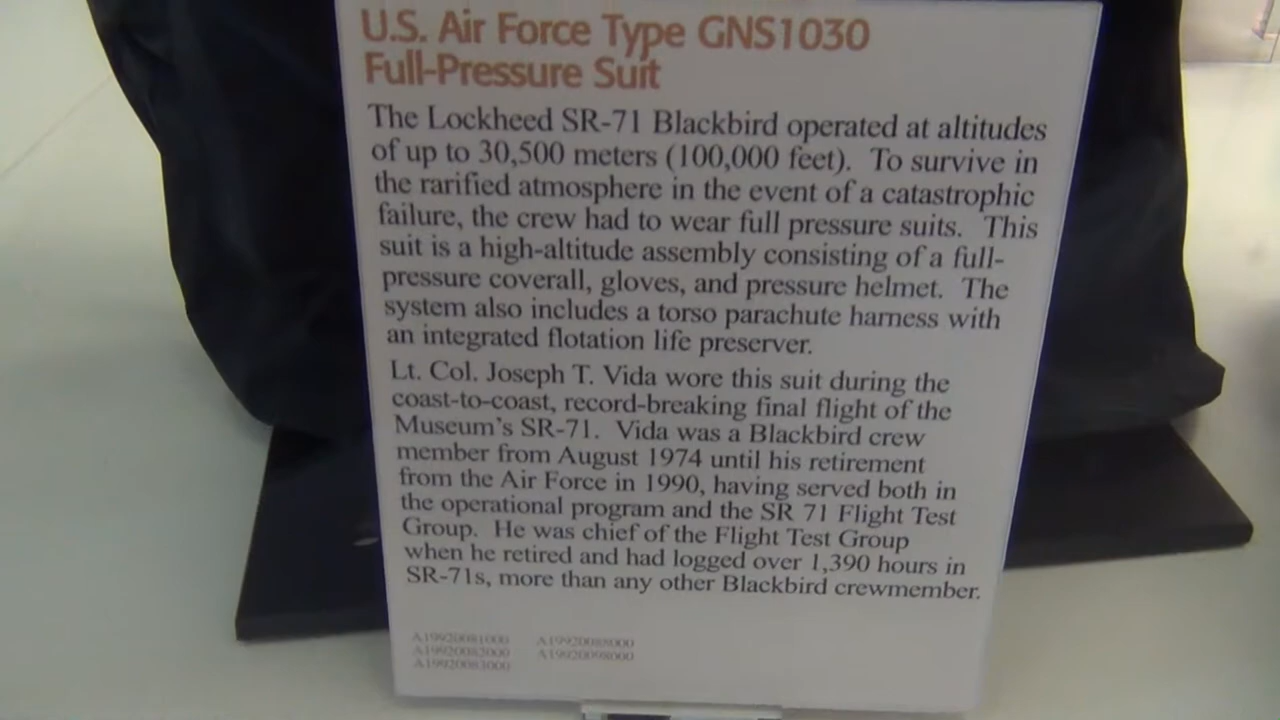 U.S. Air Force Type GNS1030
Full-Pressure Suit
The Lockheed SR-71 Blackbird operated at altitudes
of up to 30,500 meters (100,000 feet). To survive in
the rarified atmosphere in the event of a catastrophic
failure, the crew had to wear full pressure suits. This
suit is a high-altitude assembly consisting of a full-
pressure coverall, gloves, and pressure helmet. The
system also includes a torso parachute harness with
an integrated flotation life preserver.
Lt. Col. Joseph T. Vida wore this suit during the
coast-to-coast, record-breaking final flight of the
Museum's SR-71. Vida was a Blackbird crew
member from August 1974 until his retirement
from the Air Force in 1990, having served both in
the operational program and the SR 71 Flight Test
Group. He was chief of the Flight Test Group
when he retired and had logged over 1,390 hours in
SR-71s, more than any other Blackbird crewmember.